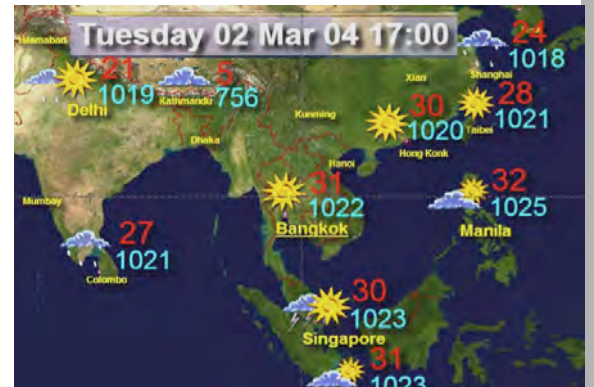 Tuesday 02 Mar 04 17:00
Islamabad
24
1018
Shanghai
21
1019
Delhi
5
756
Kathmandu
Xian
28
1021
Taibei
Kunming
30
1020
Hong Konk
Dhaka
Hanoi
Mumbay
31
1022
Bangkok
32
1025
Manila
27
1021
Colombo
30
1023
Singapore
31
1023